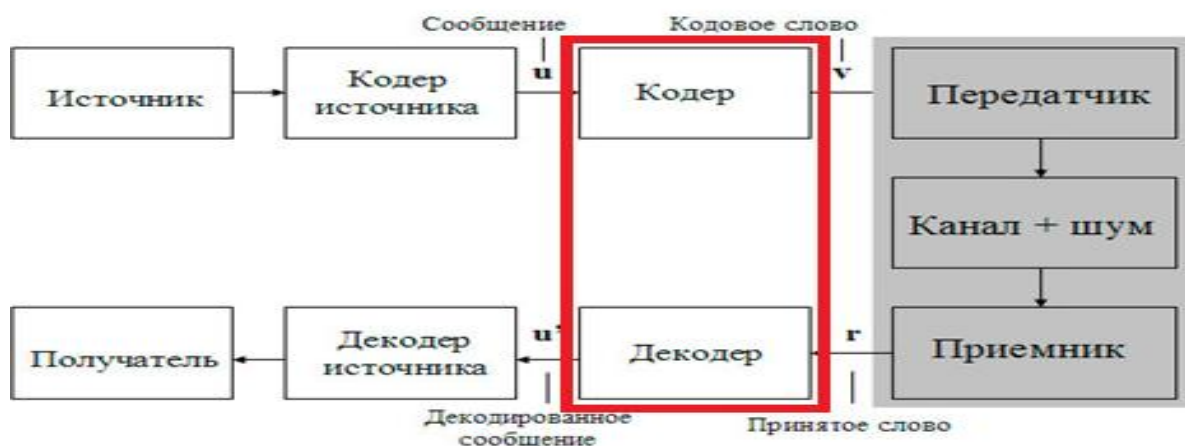 Сообщение
Кодовое слово
Источник
Кодер
источника
u
Кодер
v
Передатчик
Канал + шум
Получатель
Декодер
источника
u'
Декодер
r
Приемник
Декодированное
сообщение
Принятое слово